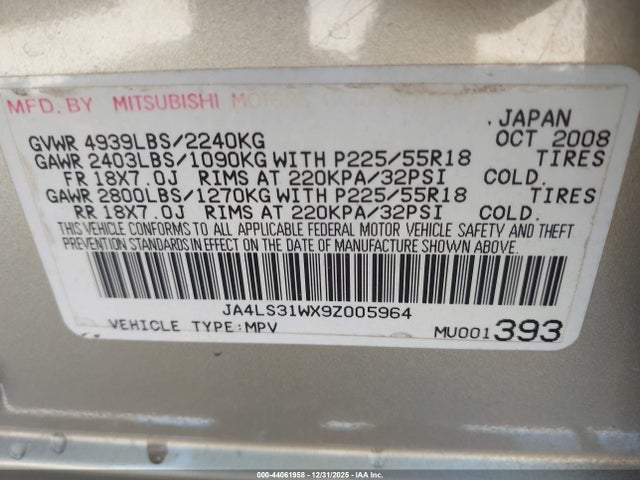 MFD. BY MITSUBISHI MOTORS
. JAPAN
GVWR 4939LBS/2240KG OCT 2008
GAWR 2403LBS/1090KG WITH P225/55R18 TIRES
FR 18X7.0J RIMS AT 220KPA/32PSI COLD.
GAWR 2800LBS/1270KG WITH P225/55R18 TIRES
RR 18X7.0J RIMS AT 220KPA/32PSI COLD.
THIS VEHICLE CONFORMS TO ALL APPLICABLE FEDERAL MOTOR VEHICLE SAFETY AND THEFT
PREVENTION STANDARDS IN EFFECT ON THE DATE OF MANUFACTURE SHOWN ABOVE.
JA4LS31WX9Z005964
VEHICLE TYPE:MPV MU001 393
000-44061958 - 12/31/2025 - IAA Inc.